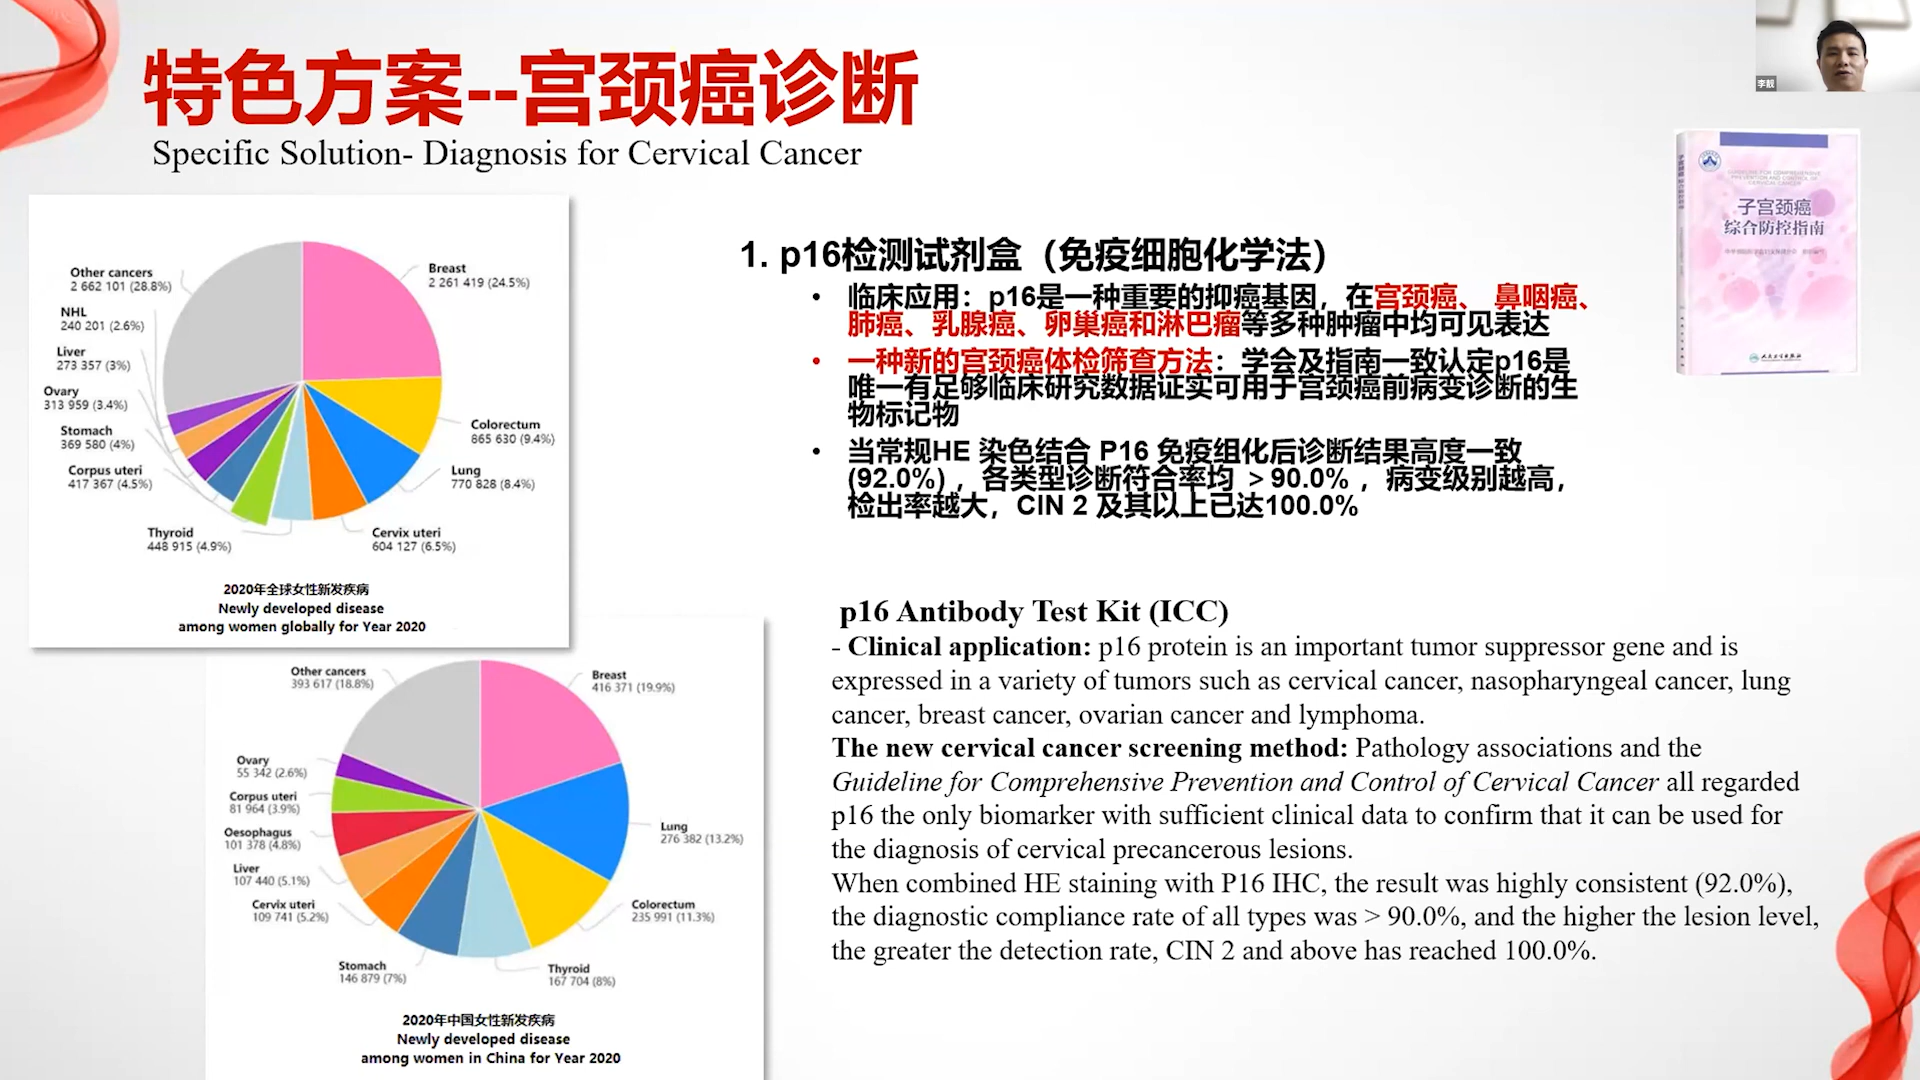 特色方案--宫颈癌诊断
Specific Solution- Diagnosis for Cervical Cancer
李靓
子宫颈癌
综合防控指南
GUIDELINE FOR COMPREHENSIVE
PREVENTION AND CONTROL OF
CERVICAL CANCER
人民卫生出版社
Other cancers
2 662 101 (28.8%)
NHL
240 201 (2.6%)
Liver
273 357 (3%)
Ovary
313 959 (3.4%)
Stomach
369 580 (4%)
Corpus uteri
417 367 (4.5%)
Thyroid
448 915 (4.9%)
Breast
2 261 419 (24.5%)
Colorectum
865 630 (9.4%)
Lung
770 828 (8.4%)
Cervix uteri
604 127 (6.5%)
2020年全球女性新发疾病
Newly developed disease
among women globally for Year 2020
Other cancers
393 617 (18.8%)
Ovary
55 342 (2.6%)
Corpus uteri
81 964 (3.9%)
Oesophagus
101 378 (4.8%)
Liver
107 440 (5.1%)
Cervix uteri
109 741 (5.2%)
Stomach
146 879 (7%)
Breast
416 371 (19.9%)
Lung
276 382 (13.2%)
Colorectum
235 991 (11.3%)
Thyroid
167 704 (8%)
2020年中国女性新发疾病
Newly developed disease
among women in China for Year 2020
1. p16检测试剂盒（免疫细胞化学法）
• 临床应用：p16是一种重要的抑癌基因，在宫颈癌、 鼻咽癌、
肺癌、乳腺癌、卵巢癌和淋巴瘤等多种肿瘤中均可见表达
• 一种新的宫颈癌体检筛查方法：学会及指南一致认定p16是
唯一有足够临床研究数据证实可用于宫颈癌前病变诊断的生
物标记物
• 当常规HE 染色结合 P16 免疫组化后诊断结果高度一致
(92.0%) ，各类型诊断符合率均 ＞90.0% ，病变级别越高，
检出率越大，CIN 2 及其以上已达100.0%
p16 Antibody Test Kit (ICC)
- Clinical application: p16 protein is an important tumor suppressor gene and is
expressed in a variety of tumors such as cervical cancer, nasopharyngeal cancer, lung
cancer, breast cancer, ovarian cancer and lymphoma.
The new cervical cancer screening method: Pathology associations and the
Guideline for Comprehensive Prevention and Control of Cervical Cancer all regarded
p16 the only biomarker with sufficient clinical data to confirm that it can be used for
the diagnosis of cervical precancerous lesions.
When combined HE staining with P16 IHC, the result was highly consistent (92.0%),
the diagnostic compliance rate of all types was > 90.0%, and the higher the lesion level,
the greater the detection rate, CIN 2 and above has reached 100.0%.